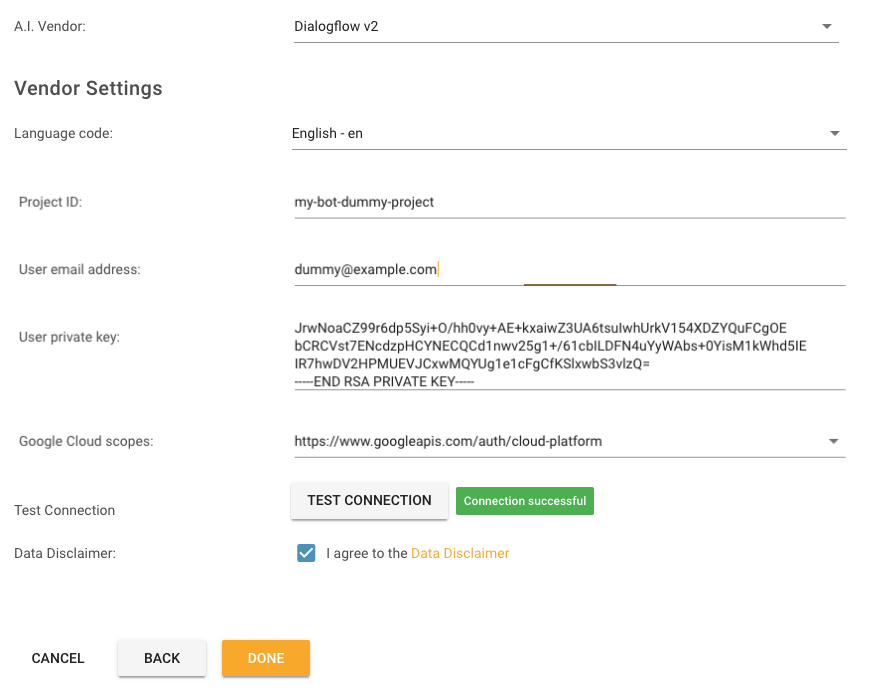 A.I. Vendor: Dialogflow v2
Vendor Settings
Language code: English - en
Project ID: my-bot-dummy-project
User email address: dummy@example.com
User private key: JrwNoaCZ99r6dp5Syi+O/hh0vy+AE+kxaiwZ3UA6tsuIwhUrkV154XDZYQuFCgOE
bCRCVst7ENcdzpHCYNECQCd1nwv25g1+/61cbILDFN4uYyWAbs+0YisM1kWhd5IE
IR7hwDV2HPMUEVJCxwMQYUg1e1cFgCfKSlxwbS3vlzQ=
-----END RSA PRIVATE KEY-----
Google Cloud scopes: https://www.googleapis.com/auth/cloud-platform
Test Connection TEST CONNECTION Connection successful
Data Disclaimer: I agree to the Data Disclaimer
CANCEL BACK DONE